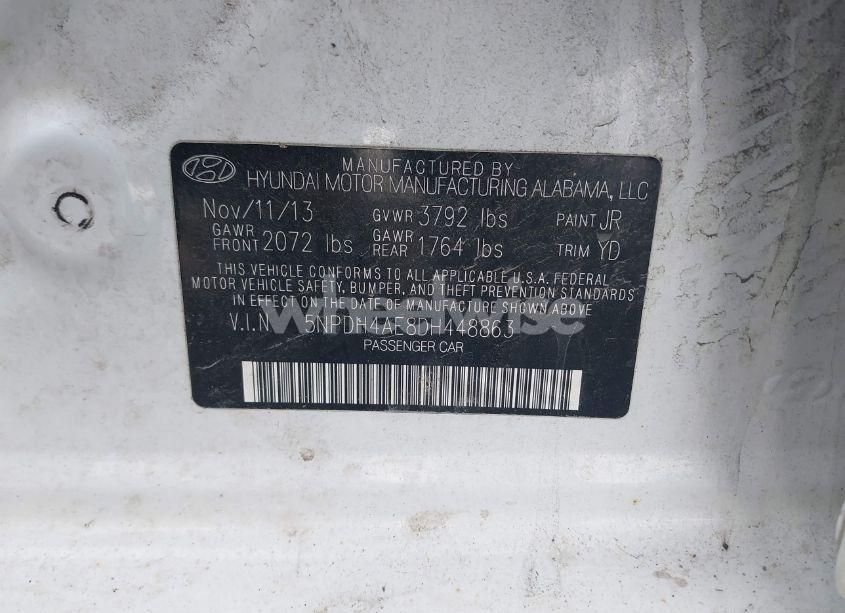 MANUFACTURED BY
HYUNDAI MOTOR MANUFACTURING ALABAMA, LLC
Nov/11/13 GVWR 3792 lbs PAINT JR
GAWR FRONT 2072 lbs GAWR REAR 1764 lbs TRIM YD
THIS VEHICLE CONFORMS TO ALL APPLICABLE U.S.A. FEDERAL
MOTOR VEHICLE SAFETY, BUMPER, AND THEFT PREVENTION STANDARDS
IN EFFECT ON THE DATE OF MANUFACTURE SHOWN ABOVE
V.I.N 5NPDH4AE8DH448863
PASSENGER CAR